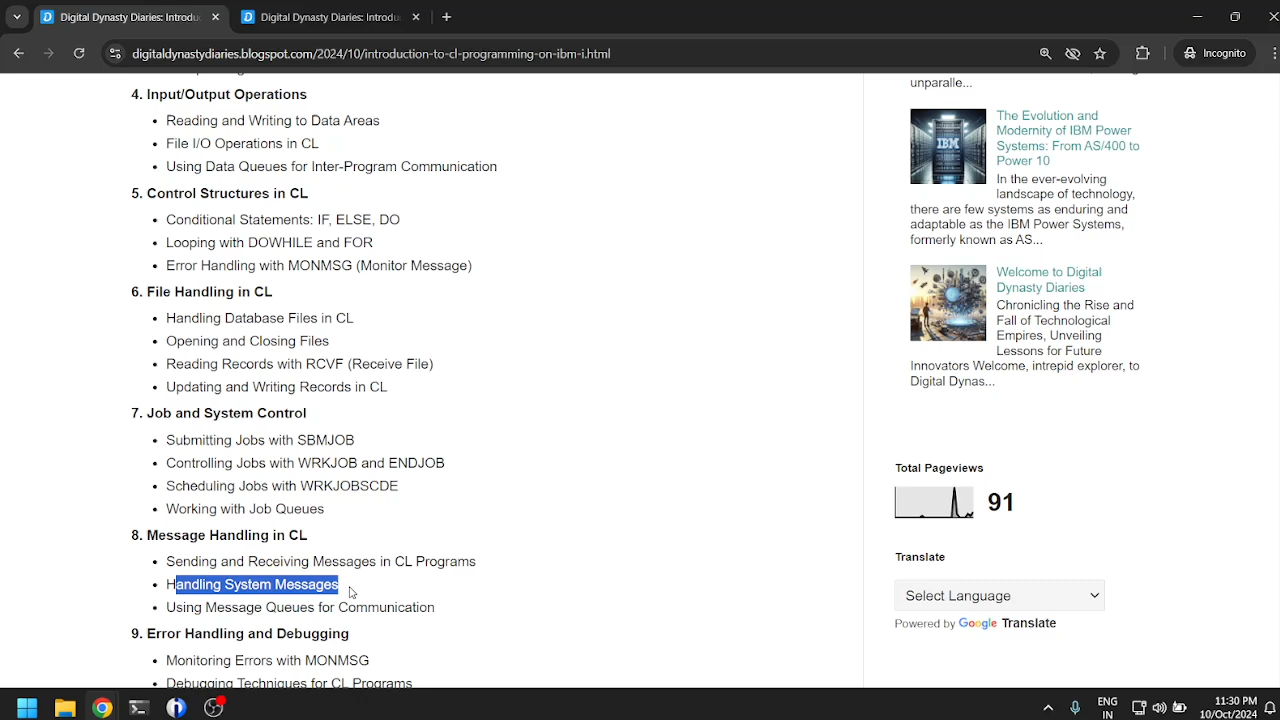 Digital Dynasty Diaries: Introdu
Digital Dynasty Diaries: Introdu
digitaldynastydiaries.blogspot.com/2024/10/introduction-to-cl-programming-on-ibm-i.html
Incognito
4. Input/Output Operations
Reading and Writing to Data Areas
File I/O Operations in CL
Using Data Queues for Inter-Program Communication
5. Control Structures in CL
Conditional Statements: IF, ELSE, DO
Looping with DOWHILE and FOR
Error Handling with MONMSG (Monitor Message)
6. File Handling in CL
Handling Database Files in CL
Opening and Closing Files
Reading Records with RCVF (Receive File)
Updating and Writing Records in CL
7. Job and System Control
Submitting Jobs with SBMJOB
Controlling Jobs with WRKJOB and ENDJOB
Scheduling Jobs with WRKJOBSCDE
Working with Job Queues
8. Message Handling in CL
Sending and Receiving Messages in CL Programs
Handling System Messages
Using Message Queues for Communication
9. Error Handling and Debugging
Monitoring Errors with MONMSG
Debugging Techniques for CL Programs
unparalle...
The Evolution and
Modernity of IBM Power
Systems: From AS/400 to
Power 10
In the ever-evolving
landscape of technology,
there are few systems as enduring and
adaptable as the IBM Power Systems,
formerly known as AS...
IBM
Welcome to Digital
Dynasty Diaries
Chronicling the Rise and
Fall of Technological
Empires, Unveiling
Lessons for Future
Innovators Welcome, intrepid explorer, to
Digital Dynas...
Total Pageviews
91
Translate
Select Language
Powered by Google Translate
ENG
IN
11:30 PM
10/Oct/2024